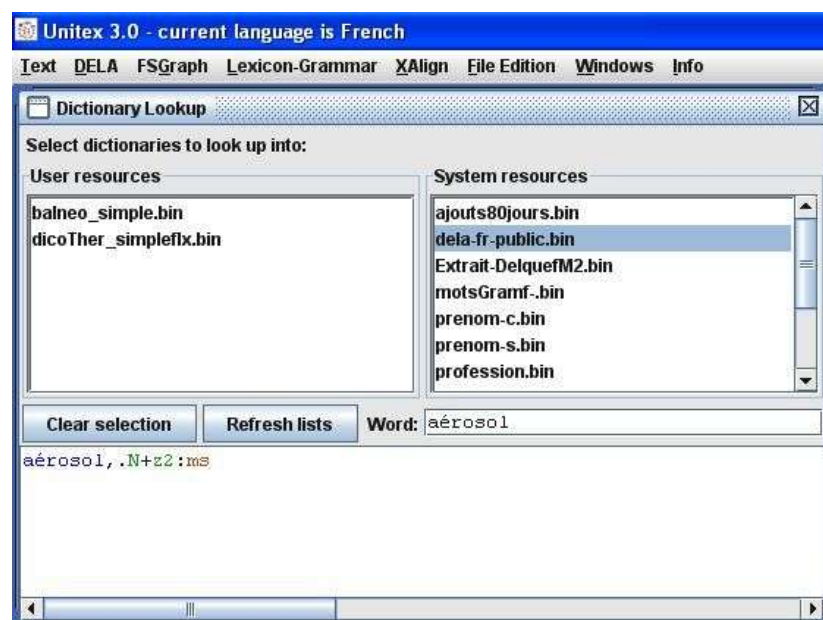 Unitex 3.0 - current language is French
Text DELA FSGraph Lexicon-Grammar XAlign File Edition Windows Info
Dictionary Lookup
Select dictionaries to look up into:
User resources
balneo_simple.bin
dicoTher_simpleflx.bin
System resources
ajouts80jours.bin
dela-fr-public.bin
Extrait-DelquefM2.bin
motsGramf-.bin
prenom-c.bin
prenom-s.bin
profession.bin
Clear selection Refresh lists Word: aérosol
aérosol,.N+z2:ms